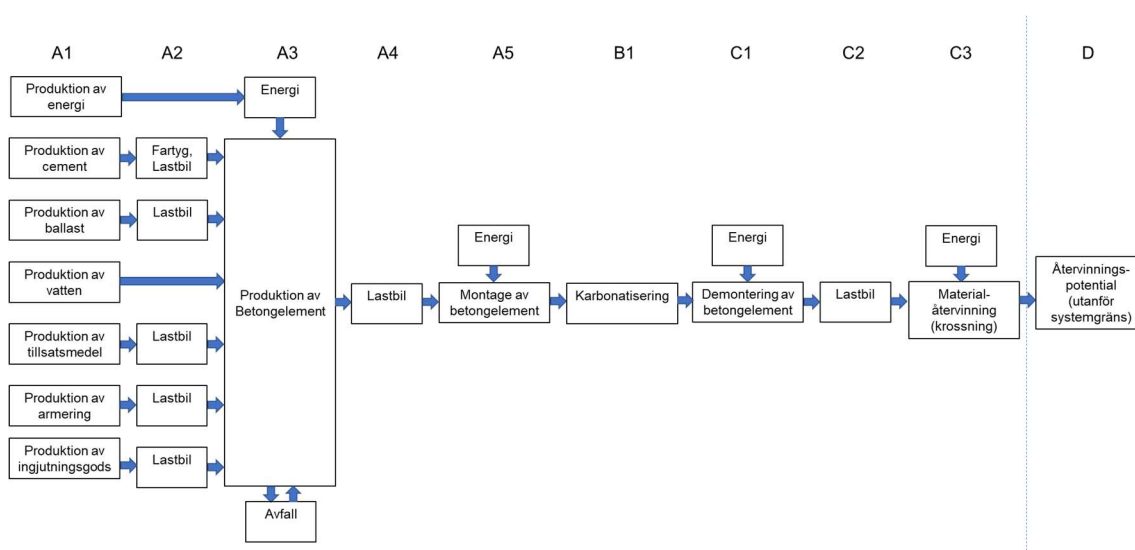 A1 A2 A3 A4 A5 B1 C1 C2 C3 D
Produktion av
energi
Energi
Produktion av
cement
Fartyg,
Lastbil
Produktion av
ballast
Lastbil
Produktion av
vatten
Produktion av
tillsatsmedel
Lastbil
Produktion av
armering
Lastbil
Produktion av
ingjutningsgods
Lastbil
Produktion av
Betongelement
Avfall
Lastbil
Energi
Montage av
betongelement
Karbonatisering
Energi
Demontering av
betongelement
Lastbil
Energi
Material-
återvinning
(krossning)
Återvinnings-
potential
(utanför
systemgräns)